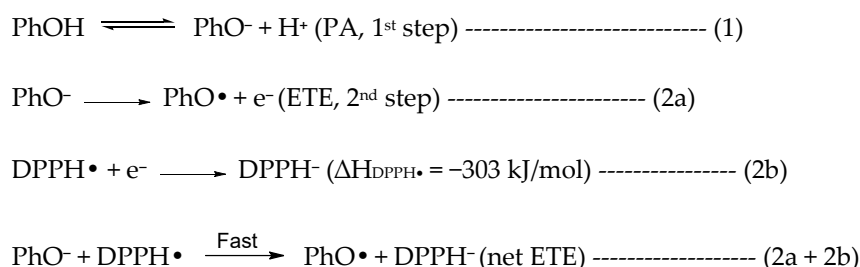 PhOH ⇌ PhO⁻ + H⁺ (PA, 1ˢᵗ step) ---------------------------- (1)
PhO⁻ ⟶ PhO• + e⁻ (ETE, 2ⁿᵈ step) ---------------------- (2a)
DPPH• + e⁻ ⟶ DPPH⁻ (ΔH_DPPH• = −303 kJ/mol) ---------------- (2b)
Fast
PhO⁻ + DPPH• ⟶ PhO• + DPPH⁻ (net ETE) ------------------- (2a + 2b)